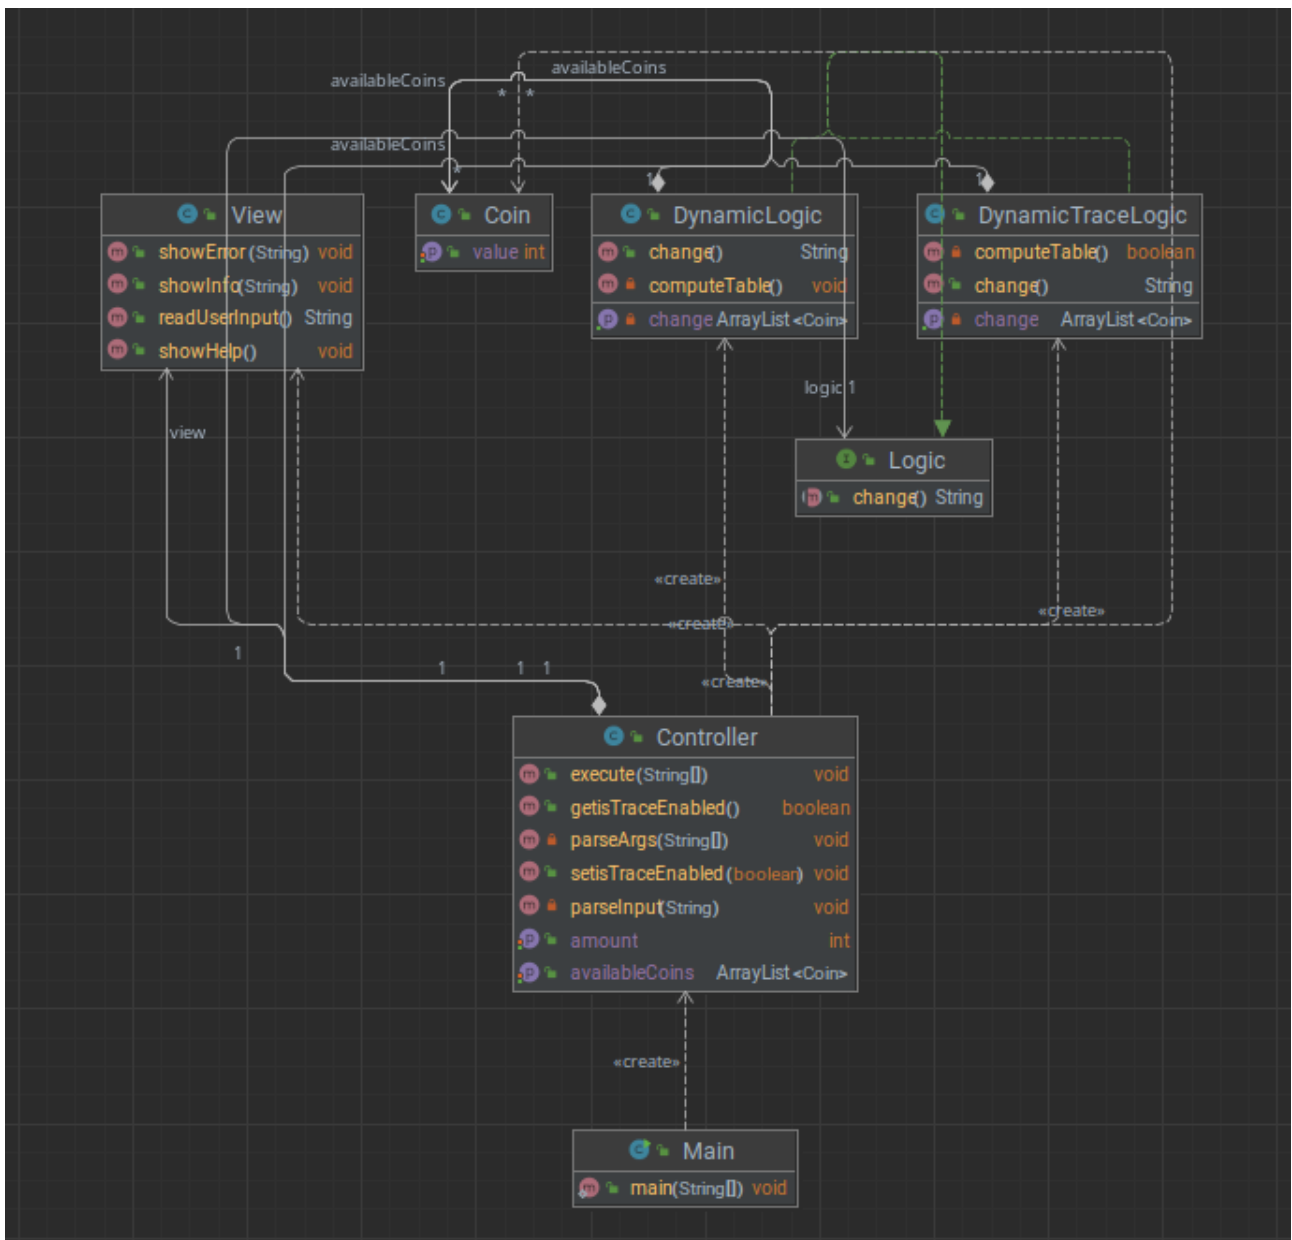 availableCoins
availableCoins
* *
availableCoins
*
1
1
View
showError(String) void
showInfo(String) void
readUserInput() String
showHelp() void
Coin
value int
DynamicLogic
change() String
computeTable() void
change ArrayList<Coin>
DynamicTraceLogic
computeTable() boolean
change() String
change ArrayList<Coin>
logic 1
view
Logic
change() String
«create»
«create»
«create»
1
1 1 1
«create»
Controller
execute(String[]) void
getisTraceEnabled() boolean
parseArgs(String[]) void
setisTraceEnabled(boolean) void
parseInput(String) void
amount int
availableCoins ArrayList<Coin>
«create»
Main
main(String[]) void